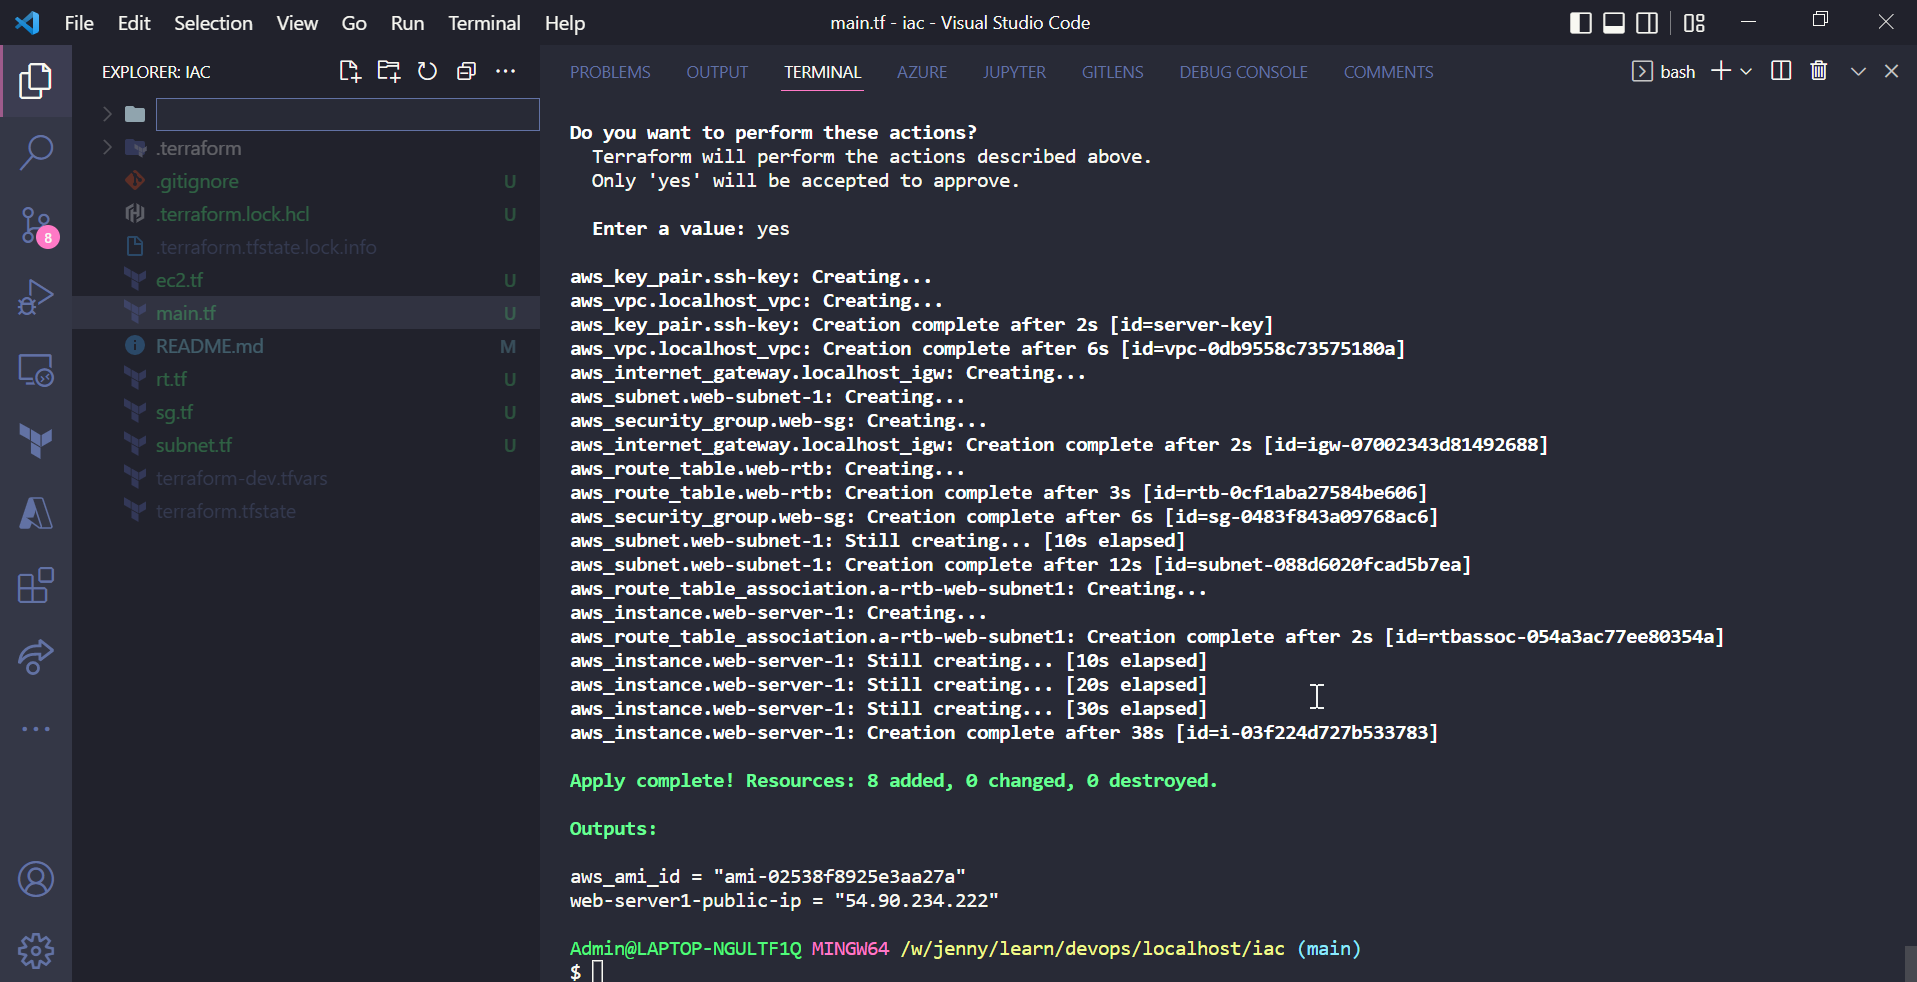 File Edit Selection View Go Run Terminal Help
main.tf - iac - Visual Studio Code
EXPLORER: IAC
.terraform
.gitignore U
.terraform.lock.hcl U
.terraform.tfstate.lock.info
ec2.tf U
main.tf U
README.md M
rt.tf U
sg.tf U
subnet.tf U
terraform-dev.tfvars
terraform.tfstate
8
PROBLEMS OUTPUT TERMINAL AZURE JUPYTER GITLENS DEBUG CONSOLE COMMENTS
bash
Do you want to perform these actions?
Terraform will perform the actions described above.
Only 'yes' will be accepted to approve.
Enter a value: yes
aws_key_pair.ssh-key: Creating...
aws_vpc.localhost_vpc: Creating...
aws_key_pair.ssh-key: Creation complete after 2s [id=server-key]
aws_vpc.localhost_vpc: Creation complete after 6s [id=vpc-0db9558c73575180a]
aws_internet_gateway.localhost_igw: Creating...
aws_subnet.web-subnet-1: Creating...
aws_security_group.web-sg: Creating...
aws_internet_gateway.localhost_igw: Creation complete after 2s [id=igw-07002343d81492688]
aws_route_table.web-rtb: Creating...
aws_route_table.web-rtb: Creation complete after 3s [id=rtb-0cf1aba27584be606]
aws_security_group.web-sg: Creation complete after 6s [id=sg-0483f843a09768ac6]
aws_subnet.web-subnet-1: Still creating... [10s elapsed]
aws_subnet.web-subnet-1: Creation complete after 12s [id=subnet-088d6020fcad5b7ea]
aws_route_table_association.a-rtb-web-subnet1: Creating...
aws_instance.web-server-1: Creating...
aws_route_table_association.a-rtb-web-subnet1: Creation complete after 2s [id=rtbassoc-054a3ac77ee80354a]
aws_instance.web-server-1: Still creating... [10s elapsed]
aws_instance.web-server-1: Still creating... [20s elapsed]
aws_instance.web-server-1: Still creating... [30s elapsed]
aws_instance.web-server-1: Creation complete after 38s [id=i-03f224d727b533783]
Apply complete! Resources: 8 added, 0 changed, 0 destroyed.
Outputs:
aws_ami_id = "ami-02538f8925e3aa27a"
web-server1-public-ip = "54.90.234.222"
Admin@LAPTOP-NGULTF1Q MINGW64 /w/jenny/learn/devops/localhost/iac (main)
$